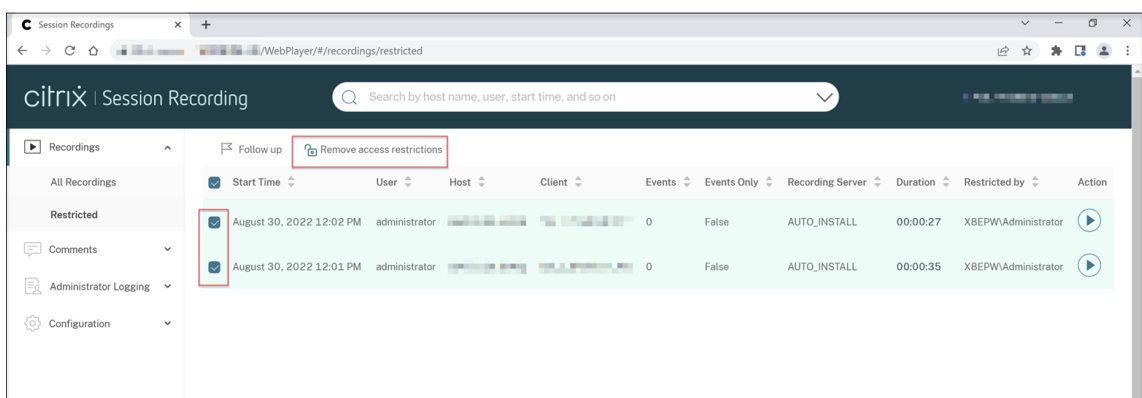 Session Recordings
/WebPlayer/#/recordings/restricted
citrix | Session Recording
Search by host name, user, start time, and so on
Recordings
Follow up
Remove access restrictions
All Recordings
Start Time
User
Host
Client
Events
Events Only
Recording Server
Duration
Restricted by
Action
Restricted
August 30, 2022 12:02 PM
administrator
0
False
AUTO_INSTALL
00:00:27
X8EPW\Administrator
Comments
August 30, 2022 12:01 PM
administrator
0
False
AUTO_INSTALL
00:00:35
X8EPW\Administrator
Administrator Logging
Configuration